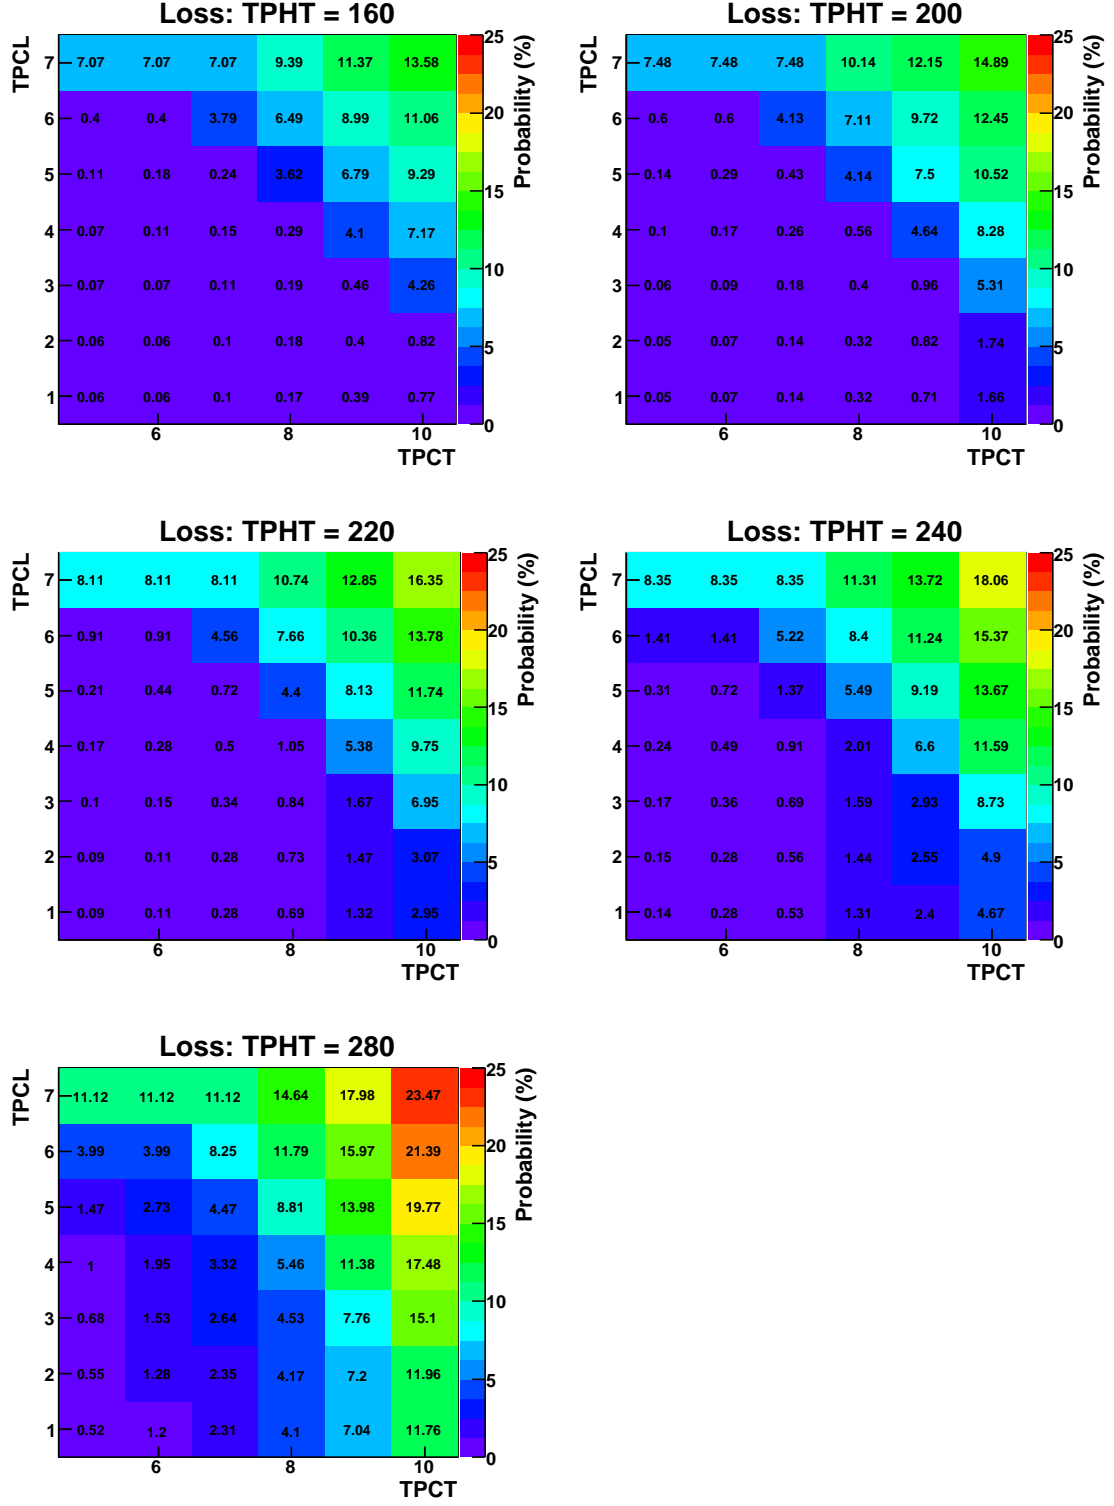 Loss: TPHT = 160
TPCL
7 7.07 7.07 7.07 9.39 11.37 13.58
6 0.4 0.4 3.79 6.49 8.99 11.06
5 0.11 0.18 0.24 3.62 6.79 9.29
4 0.07 0.11 0.15 0.29 4.1 7.17
3 0.07 0.07 0.11 0.19 0.46 4.26
2 0.06 0.06 0.1 0.18 0.4 0.82
1 0.06 0.06 0.1 0.17 0.39 0.77
6 8 10
TPCT
25
20
15
10
5
0
Probability (%)
Loss: TPHT = 200
TPCL
7 7.48 7.48 7.48 10.14 12.15 14.89
6 0.6 0.6 4.13 7.11 9.72 12.45
5 0.14 0.29 0.43 4.14 7.5 10.52
4 0.1 0.17 0.26 0.56 4.64 8.28
3 0.06 0.09 0.18 0.4 0.96 5.31
2 0.05 0.07 0.14 0.32 0.82 1.74
1 0.05 0.07 0.14 0.32 0.71 1.66
6 8 10
TPCT
25
20
15
10
5
0
Probability (%)
Loss: TPHT = 220
TPCL
7 8.11 8.11 8.11 10.74 12.85 16.35
6 0.91 0.91 4.56 7.66 10.36 13.78
5 0.21 0.44 0.72 4.4 8.13 11.74
4 0.17 0.28 0.5 1.05 5.38 9.75
3 0.1 0.15 0.34 0.84 1.67 6.95
2 0.09 0.11 0.28 0.73 1.47 3.07
1 0.09 0.11 0.28 0.69 1.32 2.95
6 8 10
TPCT
25
20
15
10
5
0
Probability (%)
Loss: TPHT = 240
TPCL
7 8.35 8.35 8.35 11.31 13.72 18.06
6 1.41 1.41 5.22 8.4 11.24 15.37
5 0.31 0.72 1.37 5.49 9.19 13.67
4 0.24 0.49 0.91 2.01 6.6 11.59
3 0.17 0.36 0.69 1.59 2.93 8.73
2 0.15 0.28 0.56 1.44 2.55 4.9
1 0.14 0.28 0.53 1.31 2.4 4.67
6 8 10
TPCT
25
20
15
10
5
0
Probability (%)
Loss: TPHT = 280
TPCL
7 11.12 11.12 11.12 14.64 17.98 23.47
6 3.99 3.99 8.25 11.79 15.97 21.39
5 1.47 2.73 4.47 8.81 13.98 19.77
4 1 1.95 3.32 5.46 11.38 17.48
3 0.68 1.53 2.64 4.53 7.76 15.1
2 0.55 1.28 2.35 4.17 7.2 11.96
1 0.52 1.2 2.31 4.1 7.04 11.76
6 8 10
TPCT
25
20
15
10
5
0
Probability (%)